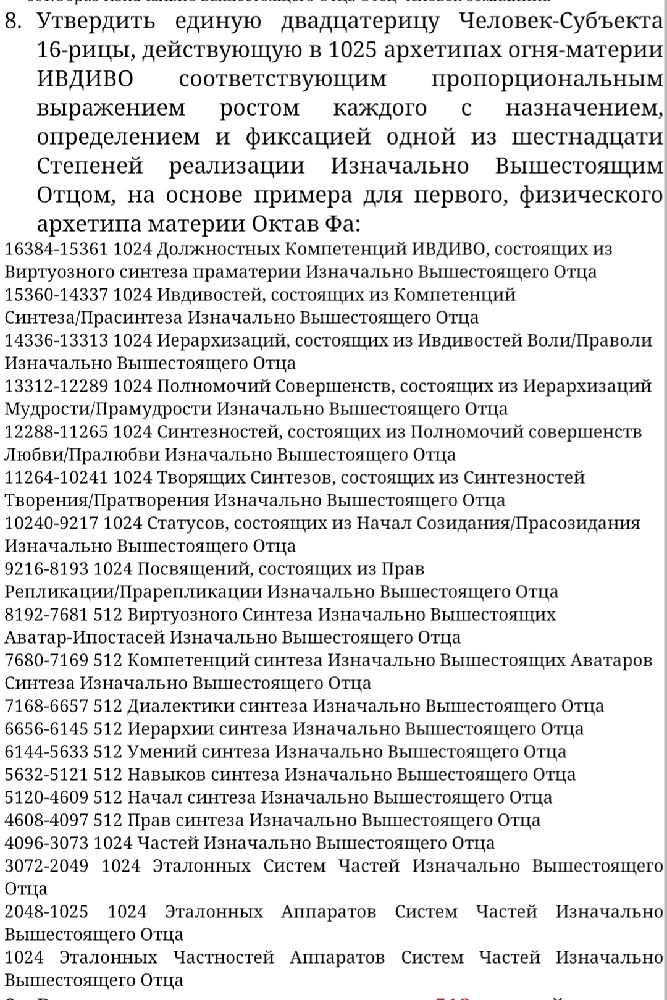 8. Утвердить единую двадцатерицу Человек-Субъекта
16-рицы, действующую в 1025 архетипах огня-материи
ИВДИВО соответствующим пропорциональным
выражением ростом каждого с назначением,
определением и фиксацией одной из шестнадцати
Степеней реализации Изначально Вышестоящим
Отцом, на основе примера для первого, физического
архетипа материи Октав Фа:
16384-15361 1024 Должностных Компетенций ИВДИВО, состоящих из
Виртуозного синтеза праматерии Изначально Вышестоящего Отца
15360-14337 1024 Ивдивостей, состоящих из Компетенций
Синтеза/Прасинтеза Изначально Вышестоящего Отца
14336-13313 1024 Иерархизаций, состоящих из Ивдивостей Воли/Праволи
Изначально Вышестоящего Отца
13312-12289 1024 Полномочий Совершенств, состоящих из Иерархизаций
Мудрости/Прамудрости Изначально Вышестоящего Отца
12288-11265 1024 Синтезностей, состоящих из Полномочий совершенств
Любви/Пралюбви Изначально Вышестоящего Отца
11264-10241 1024 Творящих Синтезов, состоящих из Синтезностей
Творения/Пратворения Изначально Вышестоящего Отца
10240-9217 1024 Статусов, состоящих из Начал Созидания/Прасозидания
Изначально Вышестоящего Отца
9216-8193 1024 Посвящений, состоящих из Прав
Репликации/Прарепликации Изначально Вышестоящего Отца
8192-7681 512 Виртуозного Синтеза Изначально Вышестоящих
Аватар-Ипостасей Изначально Вышестоящего Отца
7680-7169 512 Компетенций синтеза Изначально Вышестоящих Аватаров
Синтеза Изначально Вышестоящего Отца
7168-6657 512 Диалектики синтеза Изначально Вышестоящего Отца
6656-6145 512 Иерархии синтеза Изначально Вышестоящего Отца
6144-5633 512 Умений синтеза Изначально Вышестоящего Отца
5632-5121 512 Навыков синтеза Изначально Вышестоящего Отца
5120-4609 512 Начал синтеза Изначально Вышестоящего Отца
4608-4097 512 Прав синтеза Изначально Вышестоящего Отца
4096-3073 1024 Частей Изначально Вышестоящего Отца
3072-2049 1024 Эталонных Систем Частей Изначально Вышестоящего
Отца
2048-1025 1024 Эталонных Аппаратов Систем Частей Изначально
Вышестоящего Отца
1024 Эталонных Частностей Аппаратов Систем Частей Изначально
Вышестоящего Отца